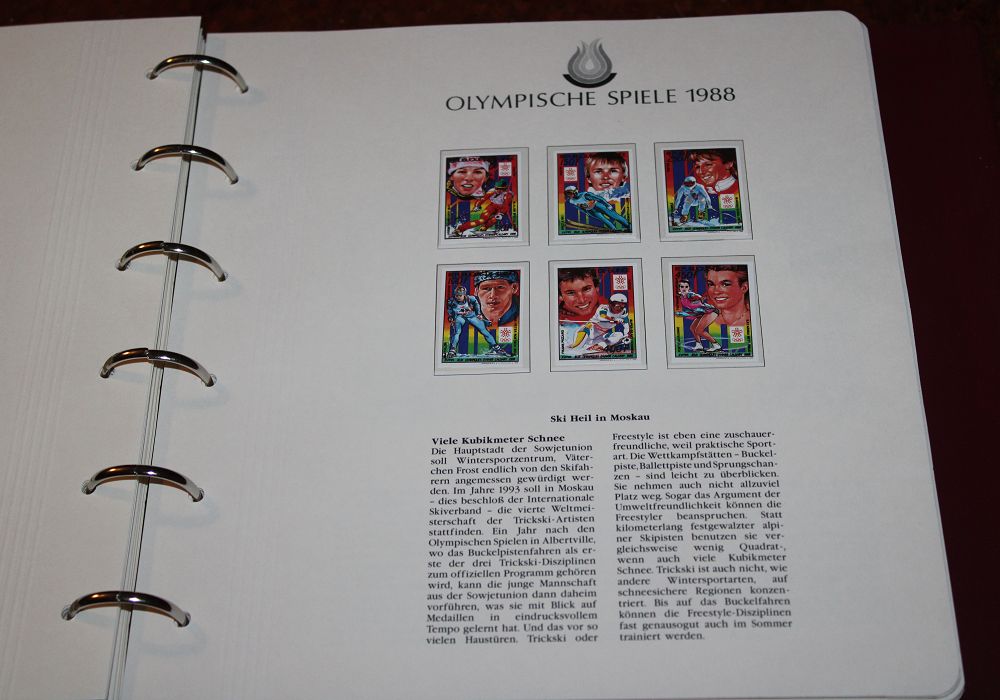 OLYMPISCHE SPIELE 1988
Ski Heil in Moskau
Viele Kubikmeter Schnee
Die Hauptstadt der Sowjetunion
soll Wintersportzentrum, Väter-
chen Frost endlich von den Skifah-
rern angemessen gewürdigt wer-
den. Im Jahre 1993 soll in Moskau
– dies beschloß der Internationale
Skiverband – die vierte Weltmei-
sterschaft der Trickski-Artisten
stattfinden. Ein Jahr nach den
Olympischen Spielen in Albertville,
wo das Buckelpistenfahren als er-
ste der drei Trickski-Disziplinen
zum offiziellen Programm gehören
wird, kann die junge Mannschaft
aus der Sowjetunion dann daheim
vorführen, was sie mit Blick auf
Medaillen in eindrucksvollem
Tempo gelernt hat. Und das vor so
vielen Haustüren. Trickski oder
Freestyle ist eben eine zuschauer-
freundliche, weil praktische Sport-
art. Die Wettkampfstätten – Buckel-
piste, Ballettpiste und Sprungschan-
zen – sind leicht zu überblicken.
Sie nehmen auch nicht allzuviel
Platz weg. Sogar das Argument der
Umweltfreundlichkeit können die
Freestyler beanspruchen. Statt
kilometerlang festgewalzter alpi-
ner Skipisten benutzen sie ver-
gleichsweise wenig Quadrat-,
wenn auch viele Kubikmeter
Schnee. Trickski ist auch nicht, wie
andere Wintersportarten, auf
schneesichere Regionen konzen-
triert. Bis auf das Buckelfahren
können die Freestyle-Disziplinen
fast genausogut auch im Sommer
trainiert werden.